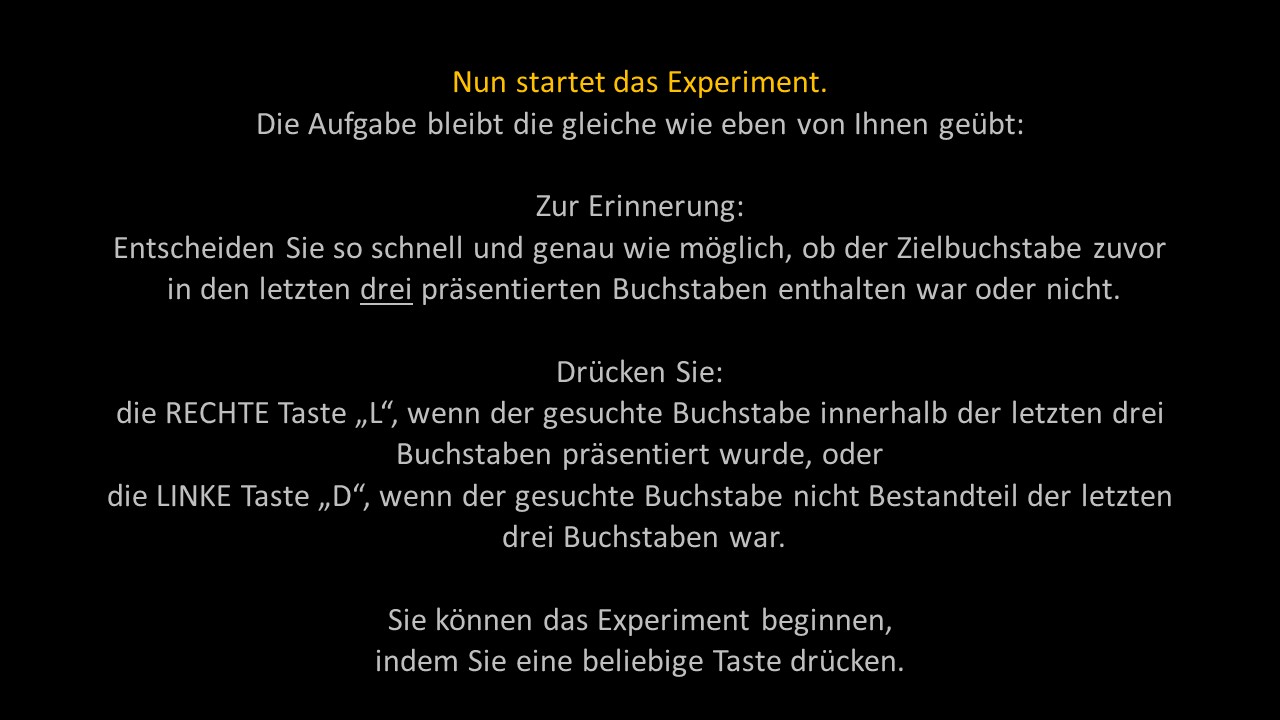 Nun startet das Experiment.
Die Aufgabe bleibt die gleiche wie eben von Ihnen geübt:
Zur Erinnerung:
Entscheiden Sie so schnell und genau wie möglich, ob der Zielbuchstabe zuvor
in den letzten drei präsentierten Buchstaben enthalten war oder nicht.
Drücken Sie:
die RECHTE Taste „L“, wenn der gesuchte Buchstabe innerhalb der letzten drei
Buchstaben präsentiert wurde, oder
die LINKE Taste „D“, wenn der gesuchte Buchstabe nicht Bestandteil der letzten
drei Buchstaben war.
Sie können das Experiment beginnen,
indem Sie eine beliebige Taste drücken.